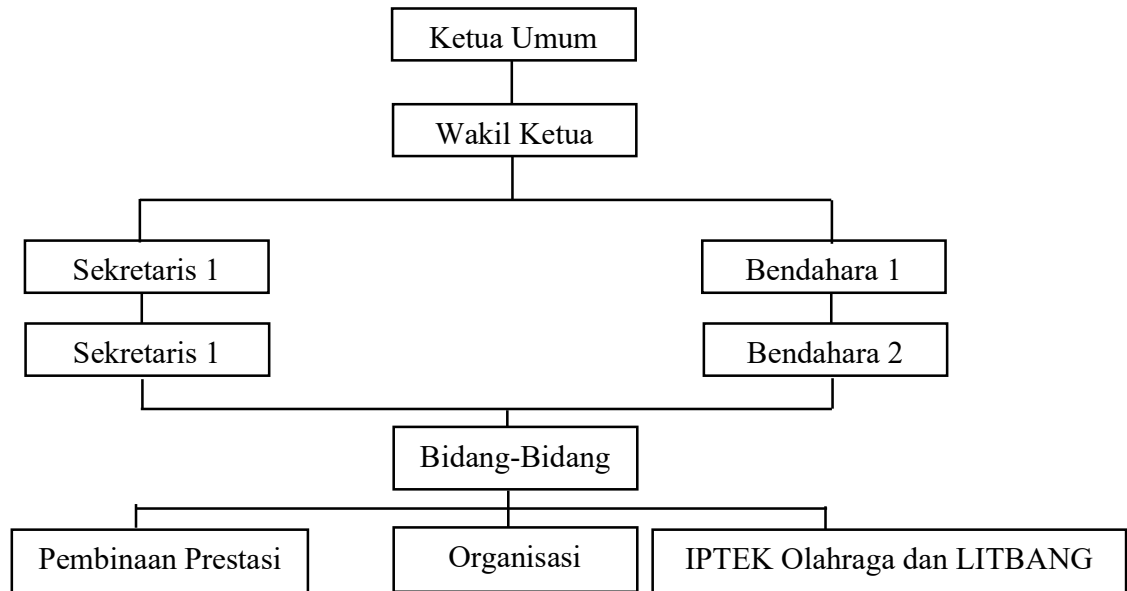 Ketua Umum
Wakil Ketua
Sekretaris 1
Bendahara 1
Sekretaris 1
Bendahara 2
Bidang-Bidang
Pembinaan Prestasi
Organisasi
IPTEK Olahraga dan LITBANG